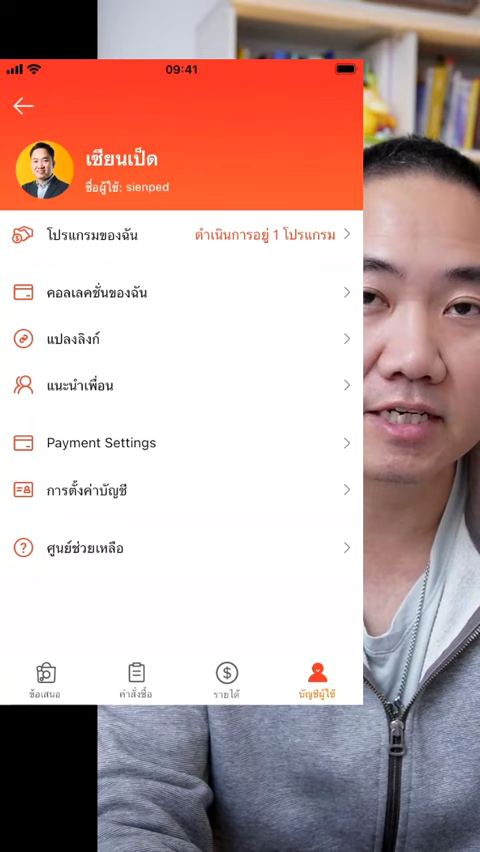 09:41
เซียนเป็ด
ชื่อผู้ใช้: sienped
โปรแกรมของฉัน ดำเนินการอยู่ 1 โปรแกรม
คอลเลคชั่นของฉัน
แปลงลิงก์
แนะนำเพื่อน
Payment Settings
การตั้งค่าบัญชี
ศูนย์ช่วยเหลือ
ข้อเสนอ คำสั่งซื้อ รายได้ บัญชีผู้ใช้